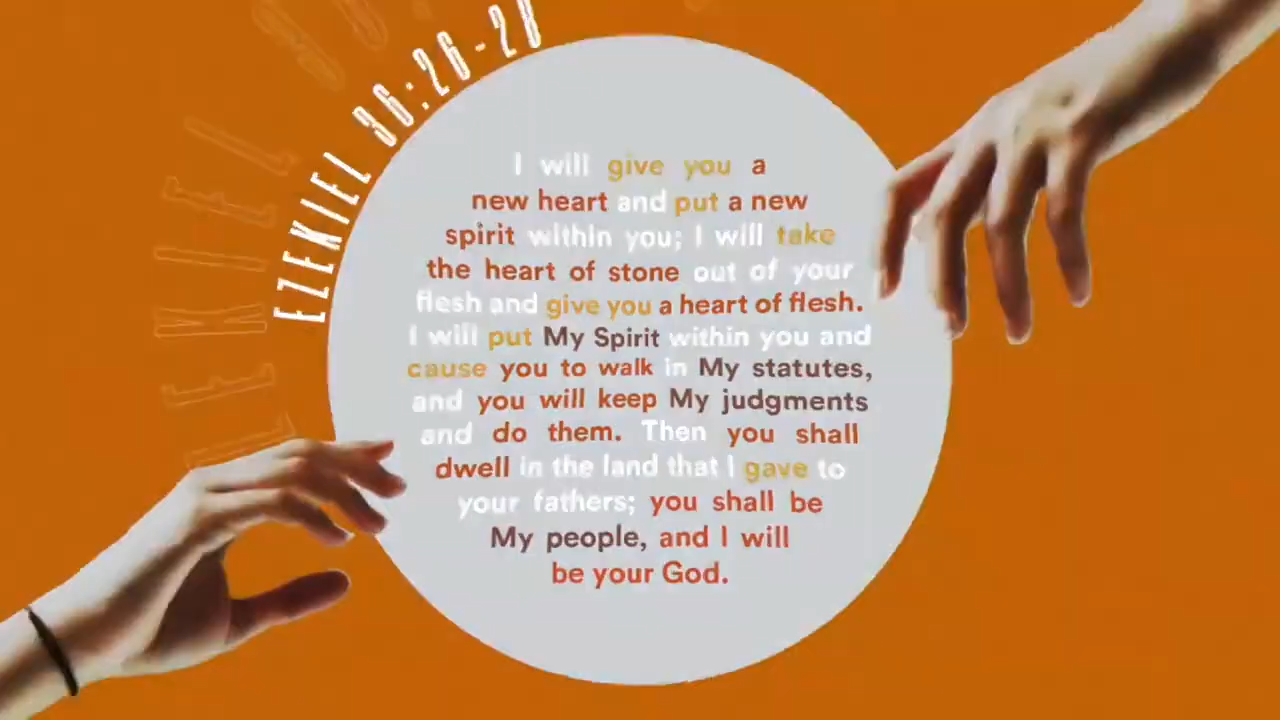 EZEKIEL 36:26-28
I will give you a
new heart and put a new
spirit within you; I will take
the heart of stone out of your
flesh and give you a heart of flesh.
I will put My Spirit within you and
cause you to walk in My statutes,
and you will keep My judgments
and do them. Then you shall
dwell in the land that I gave to
your fathers; you shall be
My people, and I will
be your God.